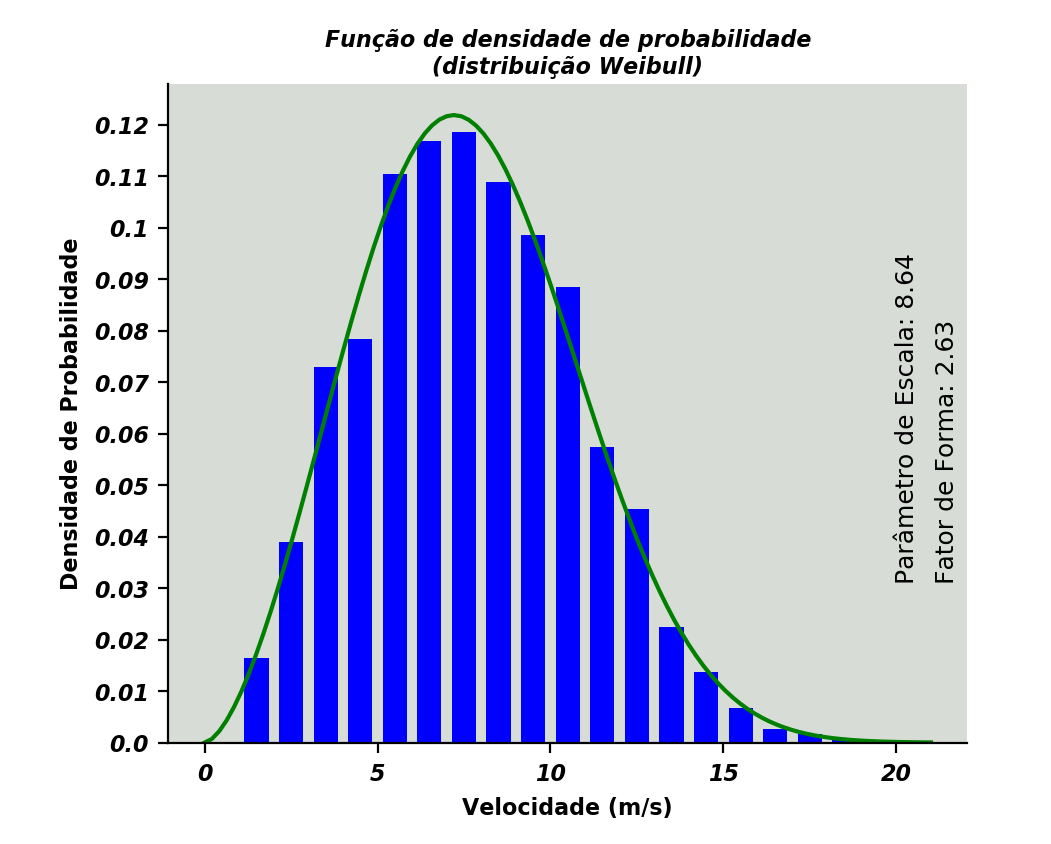 Função de densidade de probabilidade
(distribuição Weibull)
Densidade de Probabilidade
0.12
0.11
0.1
0.09
0.08
0.07
0.06
0.05
0.04
0.03
0.02
0.01
0.0
Parâmetro de Escala: 8.64
Fator de Forma: 2.63
0 5 10 15 20
Velocidade (m/s)